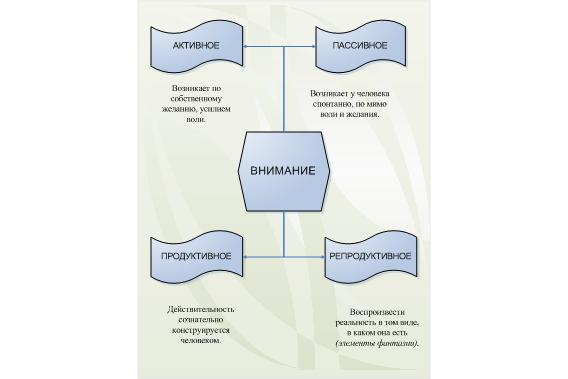 АКТИВНОЕ
ПАССИВНОЕ
Возникает по
собственному
желанию, усилием
воли.
Возникает у человека
спонтанно, по мимо
воли и желания.
ВНИМАНИЕ
ПРОДУКТИВНОЕ
РЕПРОДУКТИВНОЕ
Действительность
сознательно
конструируется
человеком.
Воспроизвести
реальность в том виде,
в каком она есть
(элементы фантазии).